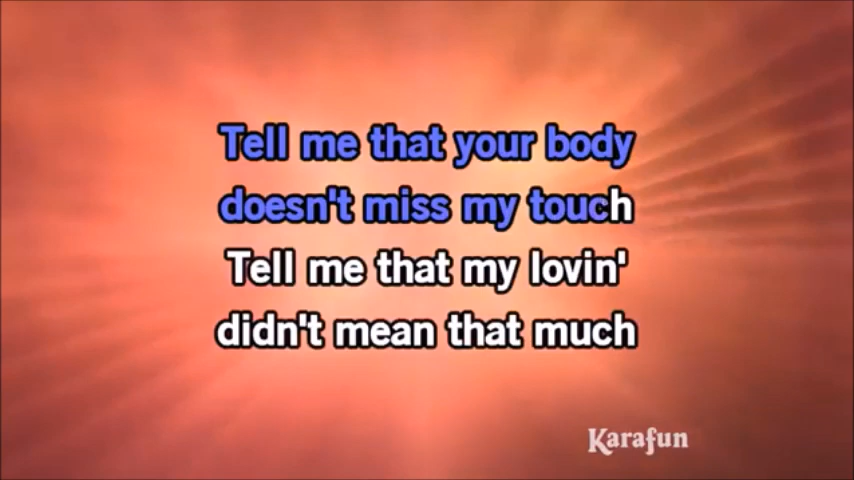 Tell me that your body
doesn't miss my touch
Tell me that my lovin'
didn't mean that much
Karafun